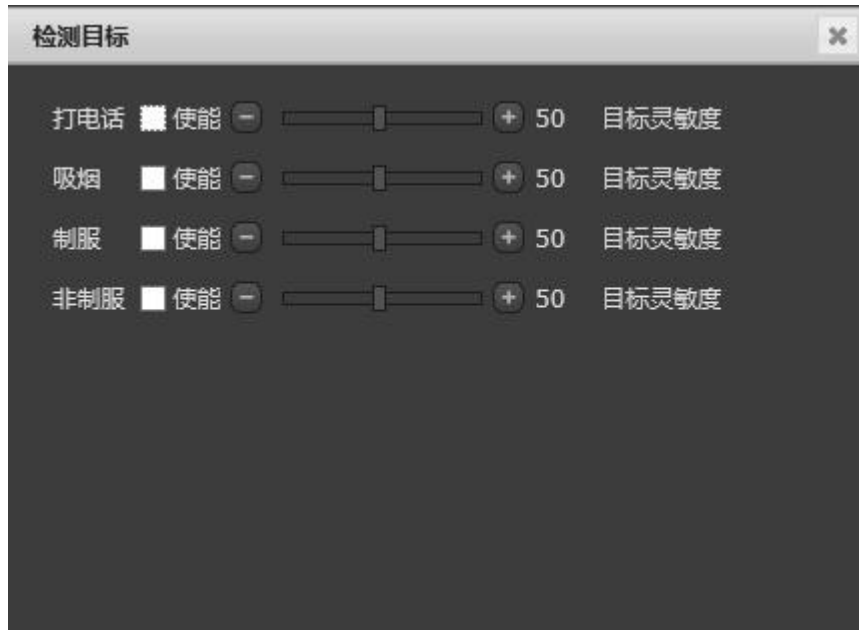 检测目标
打电话 使能 50 目标灵敏度
吸烟 使能 50 目标灵敏度
制服 使能 50 目标灵敏度
非制服 使能 50 目标灵敏度